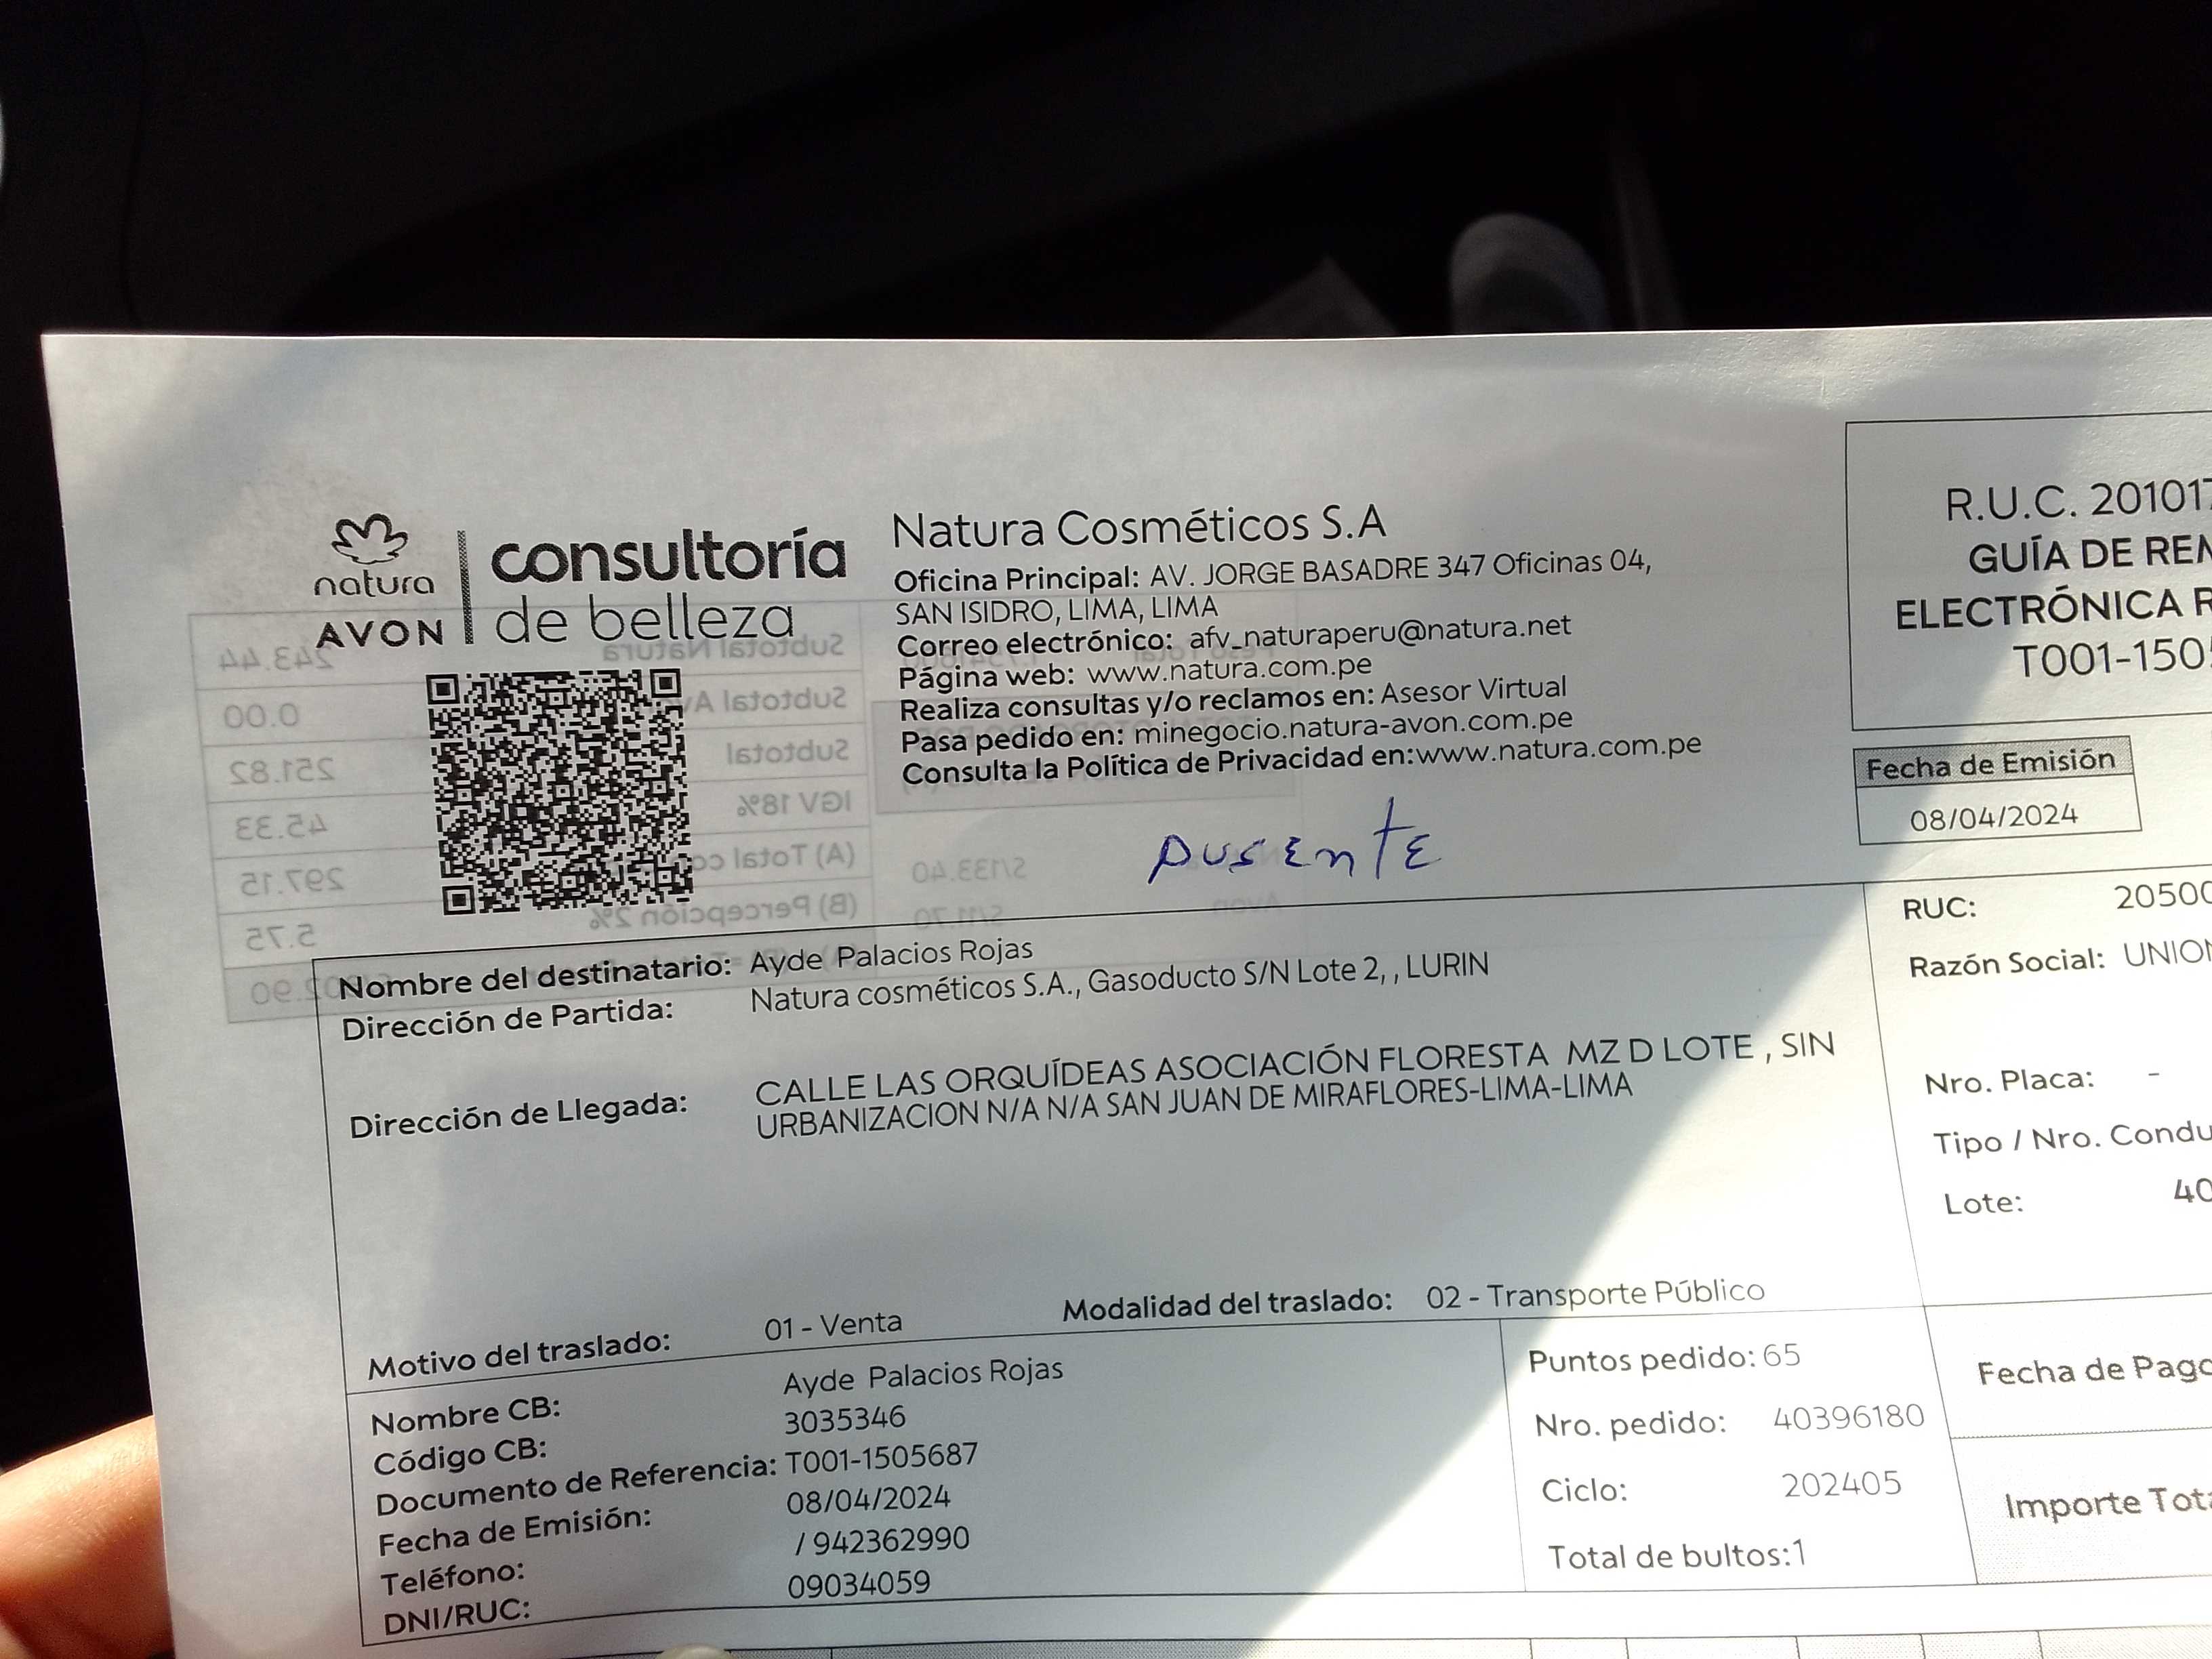 natura
AVON
consultoría
de belleza
Natura Cosméticos S.A
Oficina Principal: AV. JORGE BASADRE 347 Oficinas 04,
SAN ISIDRO, LIMA, LIMA
Correo electrónico: afv_naturaperu@natura.net
Página web: www.natura.com.pe
Realiza consultas y/o reclamos en: Asesor Virtual
Pasa pedido en: minegocio.natura-avon.com.pe
Consulta la Política de Privacidad en:www.natura.com.pe
R.U.C. 201017
GUÍA DE REM
ELECTRÓNICA R
T001-150
Fecha de Emisión
08/04/2024
ausente
Nombre del destinatario: Ayde Palacios Rojas
Dirección de Partida: Natura cosméticos S.A., Gasoducto S/N Lote 2, , LURIN
Dirección de Llegada: CALLE LAS ORQUÍDEAS ASOCIACIÓN FLORESTA MZ D LOTE , SIN
URBANIZACION N/A N/A SAN JUAN DE MIRAFLORES-LIMA-LIMA
Motivo del traslado: 01 - Venta
Modalidad del traslado: 02 - Transporte Público
RUC: 20500
Razón Social: UNION
Nro. Placa: -
Tipo / Nro. Condu
Lote: 40
Nombre CB: Ayde Palacios Rojas
Código CB: 3035346
Documento de Referencia: T001-1505687
Fecha de Emisión: 08/04/2024
Teléfono: / 942362990
DNI/RUC: 09034059
Puntos pedido: 65
Nro. pedido: 40396180
Ciclo: 202405
Total de bultos:1
Fecha de Pago
Importe Tota